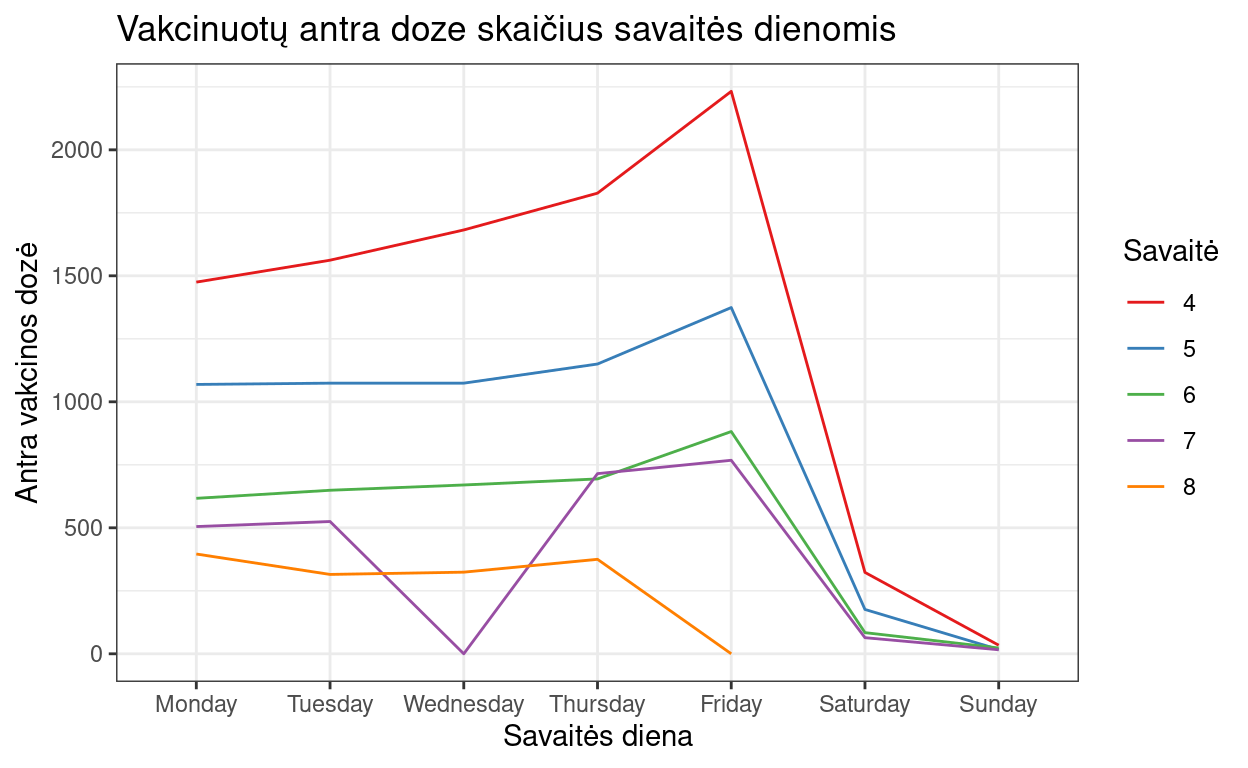 Vakcinuotų antra doze skaičius savaitės dienomis
Antra vakcinos dozė
2000
1500
1000
500
0
Monday
Tuesday
Wednesday
Thursday
Friday
Saturday
Sunday
Savaitės diena
Savaitė
4
5
6
7
8